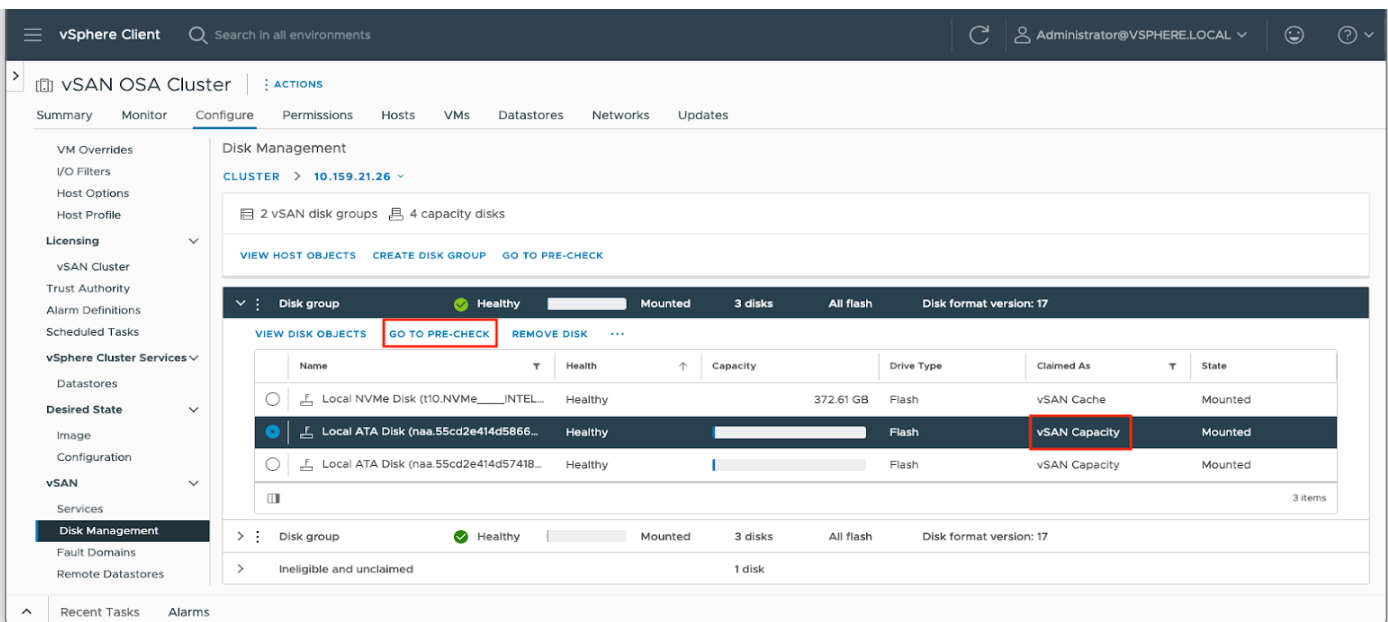 vSphere Client Search in all environments Administrator@VSPHERE.LOCAL
vSAN OSA Cluster ACTIONS
Summary Monitor Configure Permissions Hosts VMs Datastores Networks Updates
VM Overrides
I/O Filters
Host Options
Host Profile
Licensing
vSAN Cluster
Trust Authority
Alarm Definitions
Scheduled Tasks
vSphere Cluster Services
Datastores
Desired State
Image
Configuration
vSAN
Services
Disk Management
Fault Domains
Remote Datastores
Disk Management
CLUSTER > 10.159.21.26
2 vSAN disk groups 4 capacity disks
VIEW HOST OBJECTS CREATE DISK GROUP GO TO PRE-CHECK
Disk group Healthy Mounted 3 disks All flash Disk format version: 17
VIEW DISK OBJECTS GO TO PRE-CHECK REMOVE DISK ...
Name Health Capacity Drive Type Claimed As State
Local NVMe Disk (t10.NVMe____INTEL... Healthy 372.61 GB Flash vSAN Cache Mounted
Local ATA Disk (naa.55cd2e414d5866... Healthy Flash vSAN Capacity Mounted
Local ATA Disk (naa.55cd2e414d57418... Healthy Flash vSAN Capacity Mounted
3 items
Disk group Healthy Mounted 3 disks All flash Disk format version: 17
Ineligible and unclaimed 1 disk
Recent Tasks Alarms